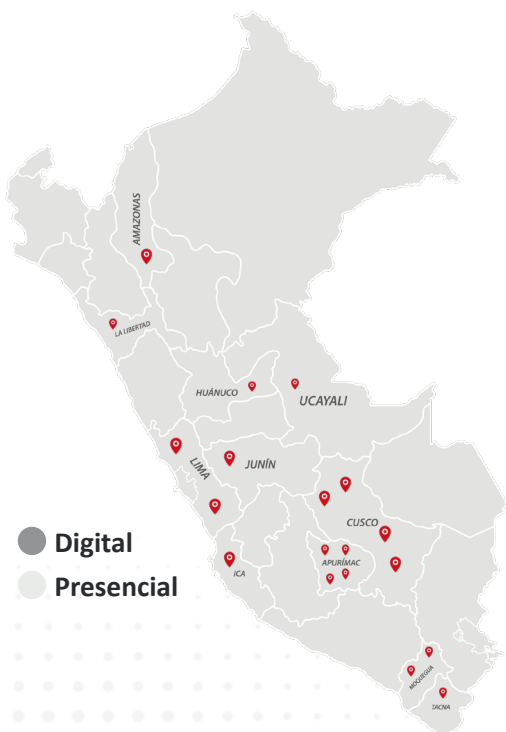 AMAZONAS
LA LIBERTAD
HUÁNUCO
UCAYALI
LIMA
JUNÍN
CUSCO
Digital
ICA
APURÍMAC
Presencial
MOQUEGUA
TACNA